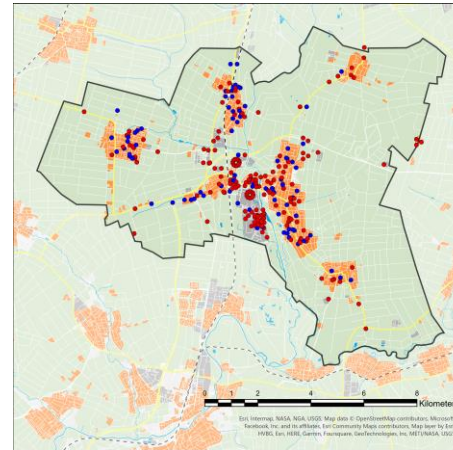 0 1 2 4 6 8
Kilometer
Esri, Intermap, NASA, NGA, USGS, Map data © OpenStreetMap contributors, Microsoft,
Facebook, Inc. and its affiliates, Esri Community Maps contributors, Map layer by Esri
HVBG, Esri, HERE, Garmin, Foursquare, GeoTechnologies, Inc, METI/NASA, USGS